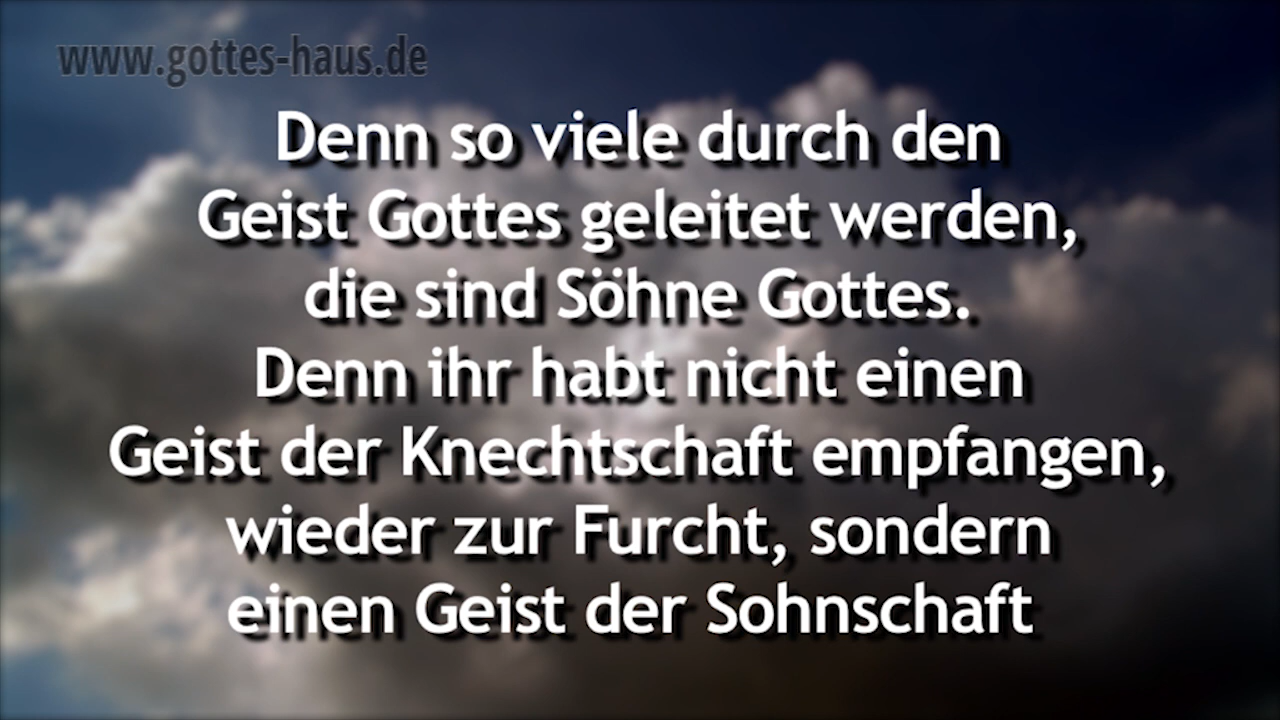 www.gottes-haus.de
Denn so viele durch den
Geist Gottes geleitet werden,
die sind Söhne Gottes.
Denn ihr habt nicht einen
Geist der Knechtschaft empfangen,
wieder zur Furcht, sondern
einen Geist der Sohnschaft